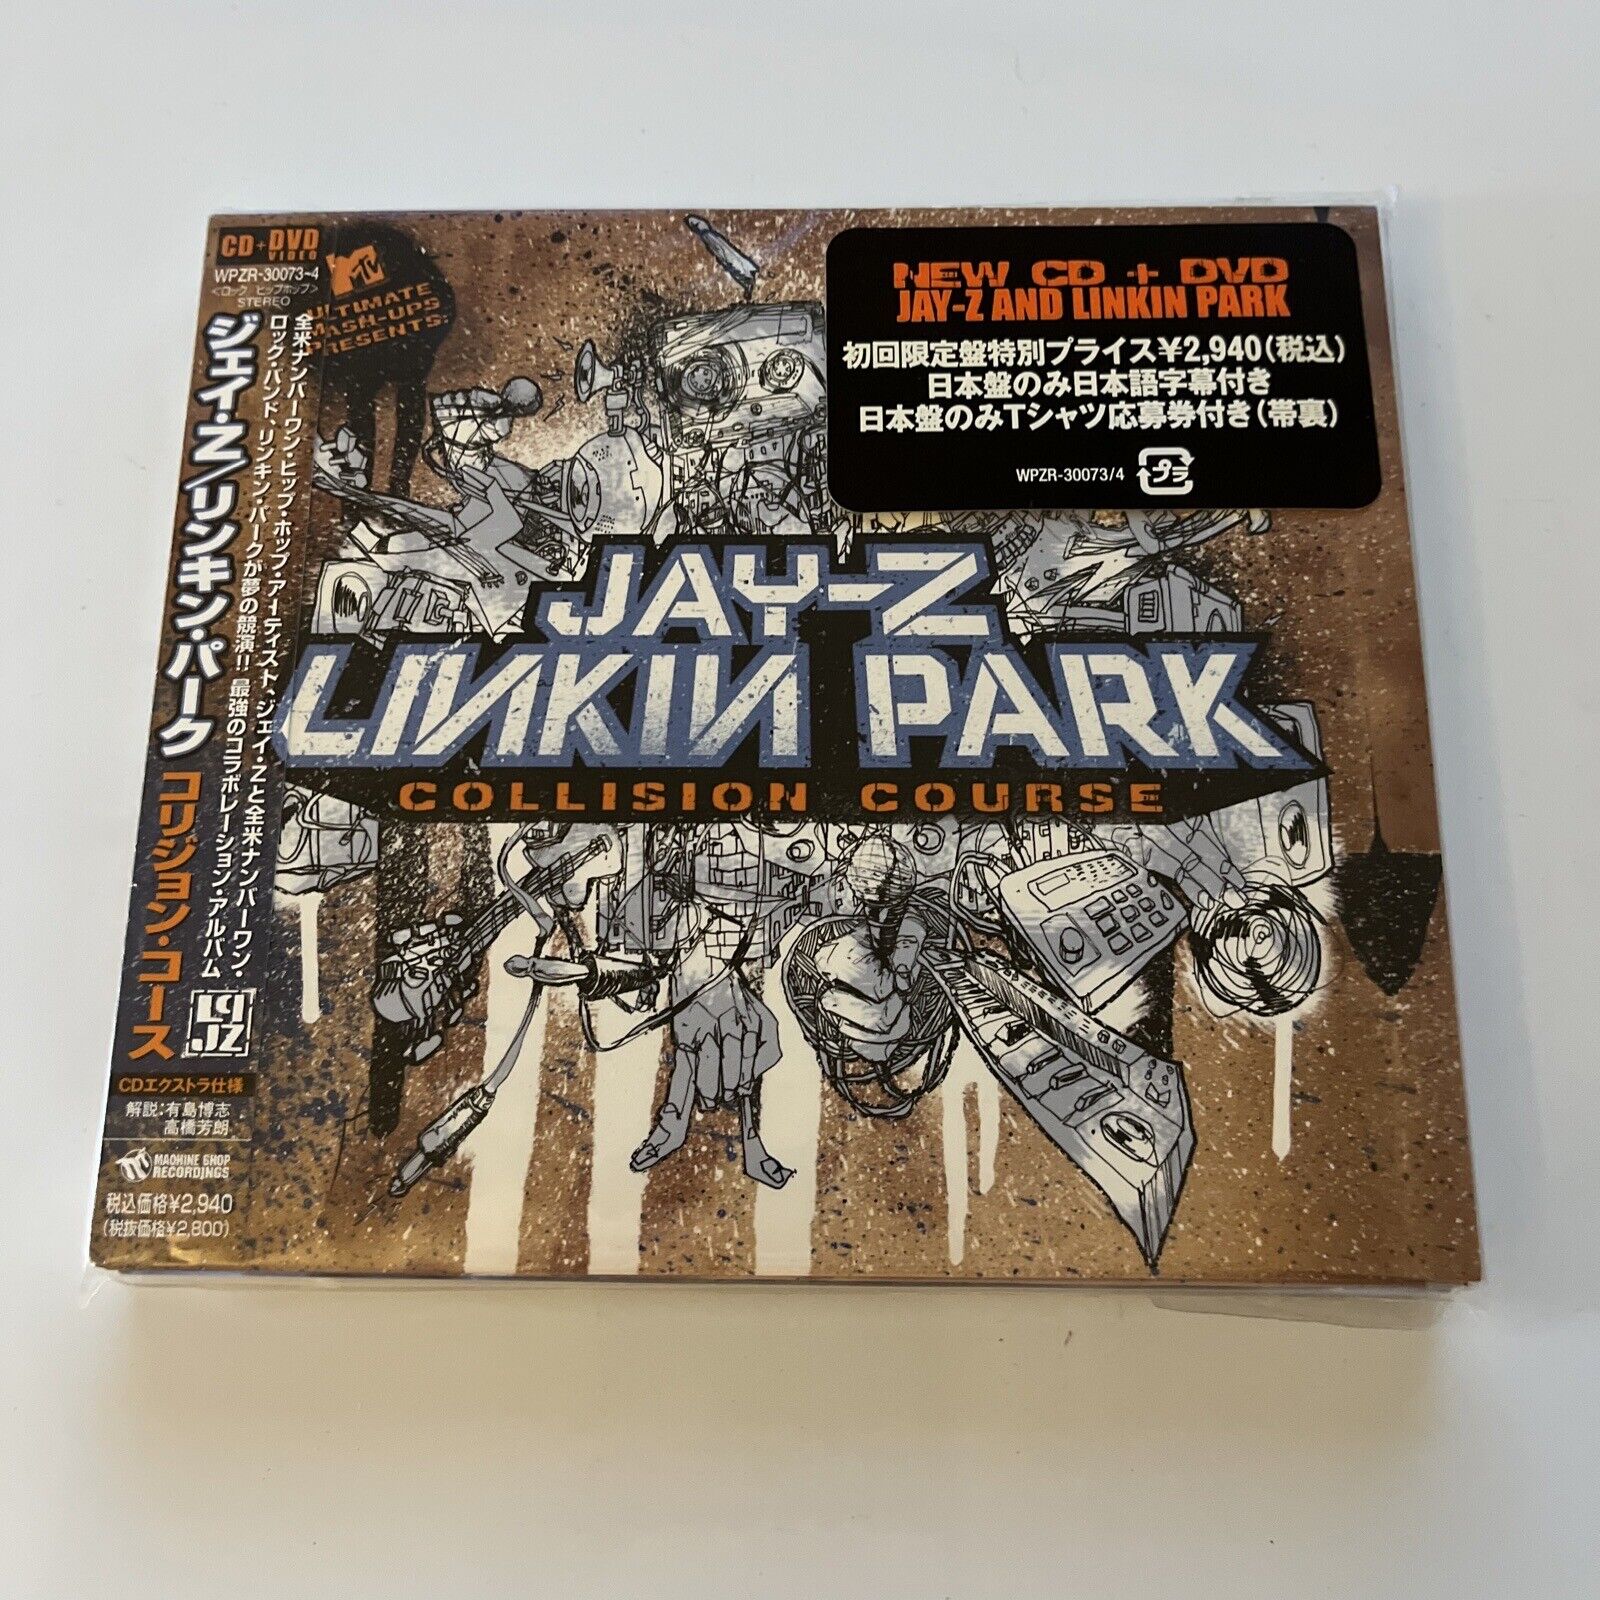 CD+DVD
VIDEO
WPZR-30073~4
<ロック ヒップホップ>
STEREO
ジェイ・Z/リンキン・パーク
コリジョン・コース
全米ナンバーワン・ヒップ・ホップ・アーティスト、ジェイ・Zと全米ナンバーワン・
ロック・バンド、リンキン・パークが夢の競演!! 最強のコラボレーション・アルバム
CDエクストラ仕様
解説:有島博志
高橋芳朗
MACHINE SHOP
RECORDINGS
税込価格¥2,940
(税抜価格¥2,800)
MTV
ULTIMATE
MASH-UPS
PRESENTS:
NEW CD + DVD
JAY-Z AND LINKIN PARK
初回限定盤特別プライス¥2,940(税込)
日本盤のみ日本語字幕付き
日本盤のみTシャツ応募券付き(帯裏)
WPZR-30073/4
プラ
JAY-Z
LINKIN PARK
COLLISION COURSE